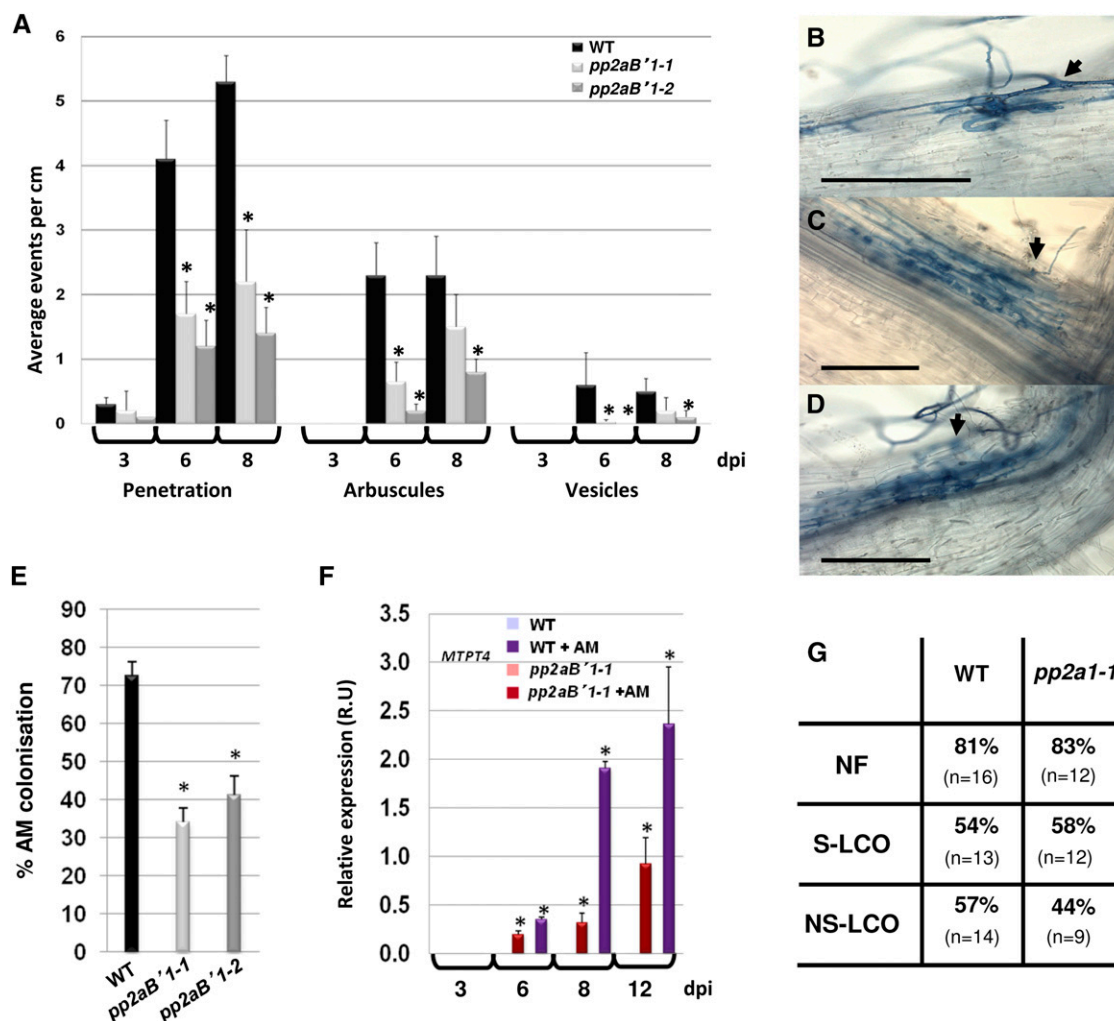 A
6
5
4
3
2
1
0
Average events per cm
WT
pp2aB′1-1
pp2aB′1-2
* * * * * * * * * *
3 6 8 3 6 8 3 6 8 dpi
Penetration Arbuscules Vesicles
B
C
D
E
90
80
70
60
50
40
30
20
10
0
% AM colonisation
* *
WT pp2aB′1-1 pp2aB′1-2
F
3.5
3.0
2.5
2.0
1.5
1.0
0.5
0.0
Relative expression (R.U)
MTPT4
WT
WT + AM
pp2aB′1-1
pp2aB′1-1 +AM
* * * * * *
3 6 8 12 dpi
G
WT pp2a1-1
NF 81% 83%
(n=16) (n=12)
S-LCO 54% 58%
(n=13) (n=12)
NS-LCO 57% 44%
(n=14) (n=9)